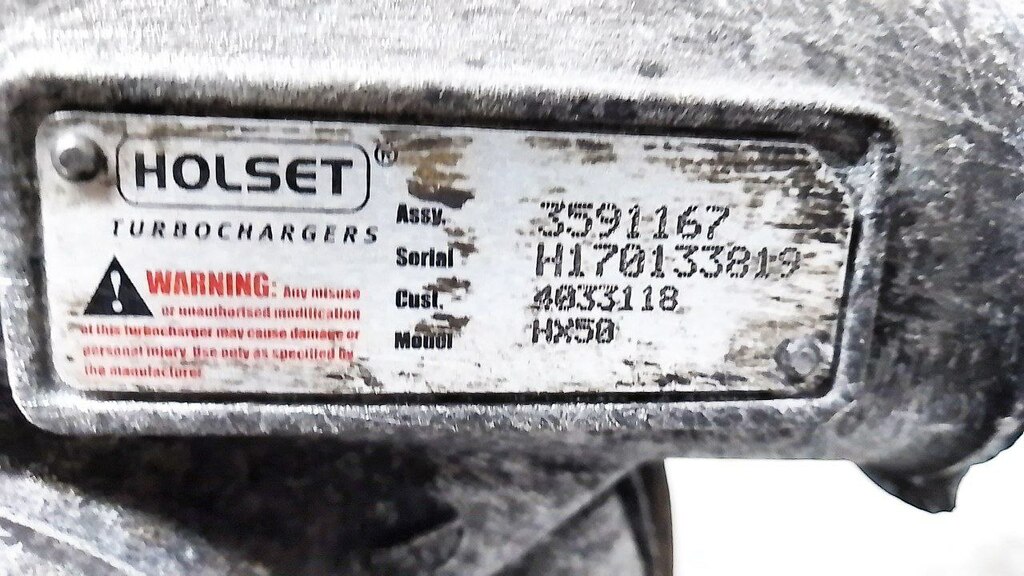 HOLSET®
TURBOCHARGERS
WARNING: Any misuse
or unauthorised modification
of this turbocharger may cause damage or
personal injury. Use only as specified by
the manufacturer
Assy. 3591167
Serial H170133819
Cust. 4033118
Model HX50